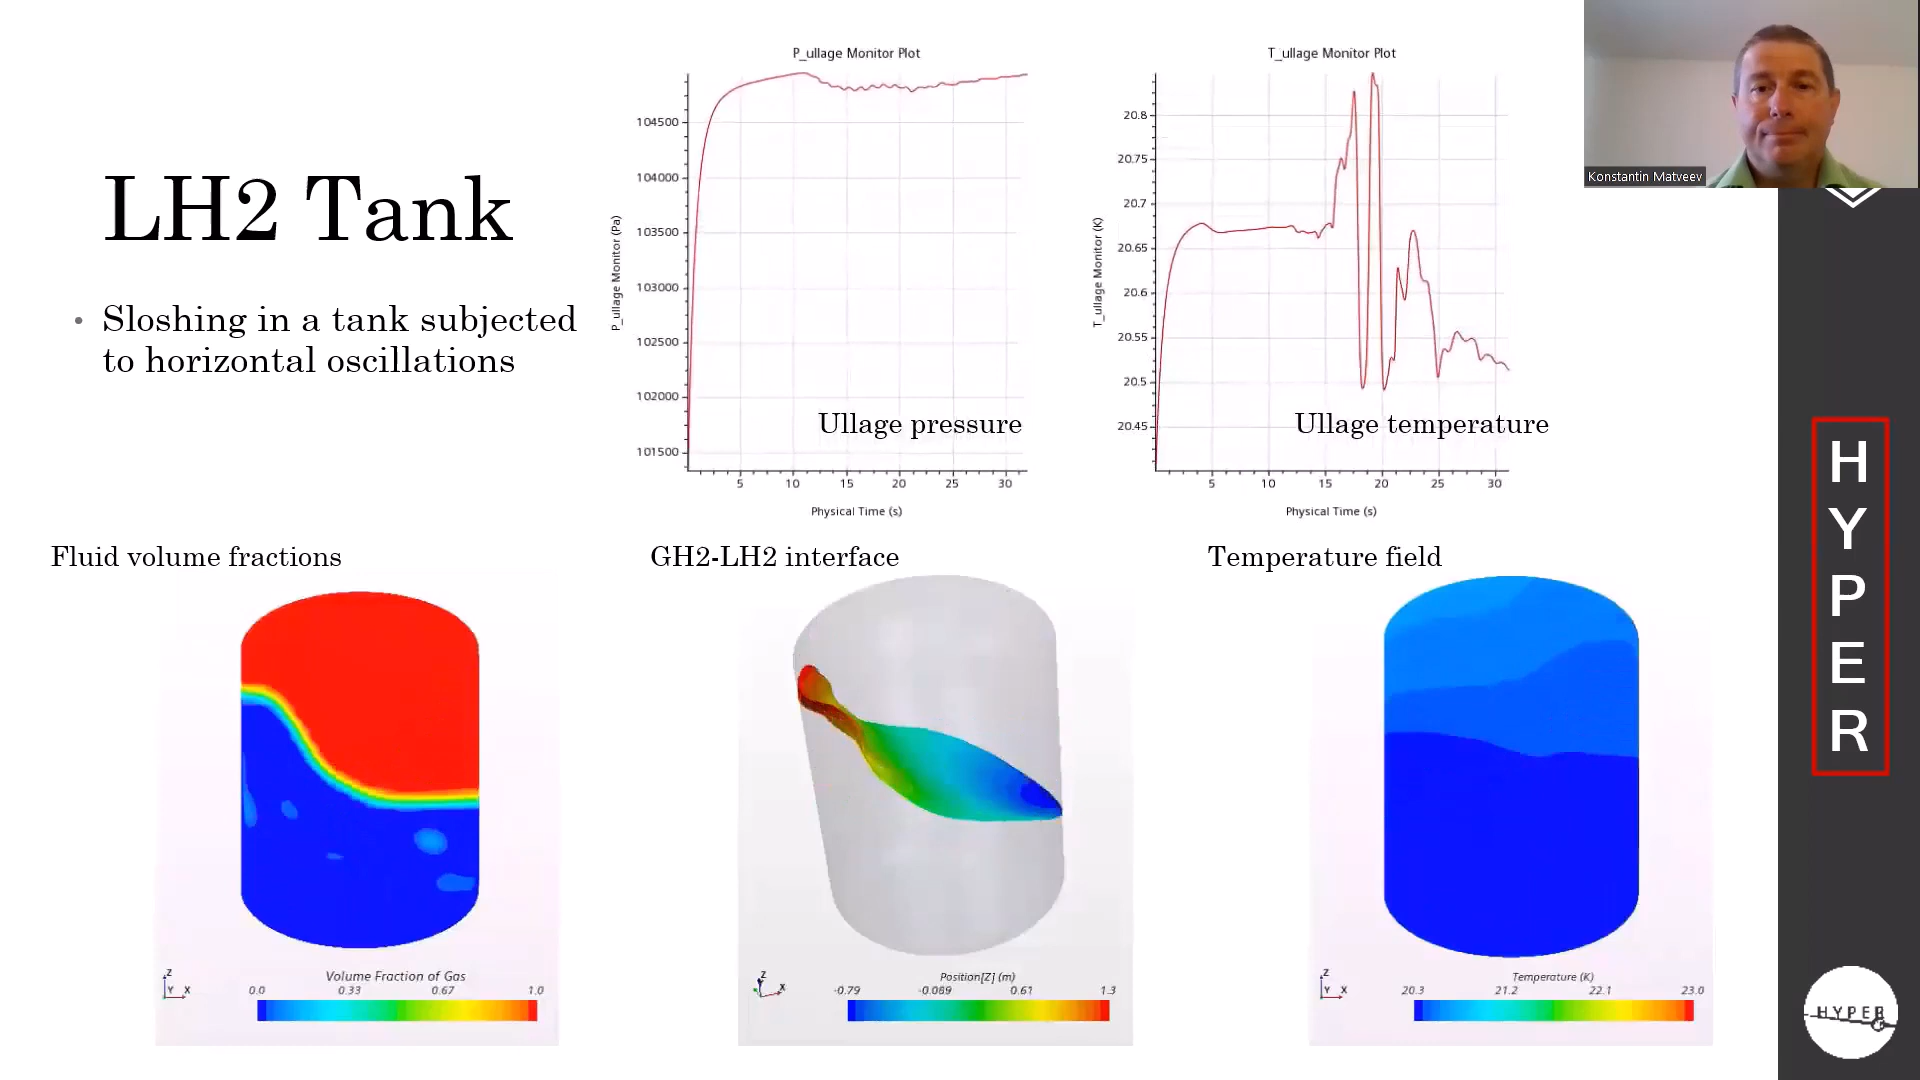 LH2 Tank
• Sloshing in a tank subjected
to horizontal oscillations
P_ullage Monitor Plot
P_ullage Monitor (Pa)
104500
104000
103500
103000
102500
102000
101500
5 10 15 20 25 30
Physical Time (s)
Ullage pressure
T_ullage Monitor Plot
T_ullage Monitor (K)
20.8
20.75
20.7
20.65
20.6
20.55
20.5
20.45
5 10 15 20 25 30
Physical Time (s)
Ullage temperature
Konstantin Matveev
Fluid volume fractions
Z
Y X
Volume Fraction of Gas
0.0 0.33 0.67 1.0
GH2-LH2 interface
Z
X
Position[Z] (m)
-0.79 -0.089 0.61 1.3
Temperature field
Z
Y X
Temperature (K)
20.3 21.2 22.1 23.0
H
Y
P
E
R
HYPER